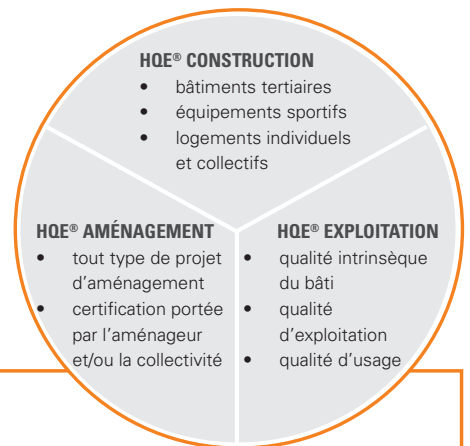 HQE® CONSTRUCTION
• bâtiments tertiaires
• équipements sportifs
• logements individuels
et collectifs
HQE® AMÉNAGEMENT
• tout type de projet
d'aménagement
• certification portée
par l'aménageur
et/ou la collectivité
HQE® EXPLOITATION
• qualité intrinsèque
du bâti
• qualité
d'exploitation
• qualité d'usage